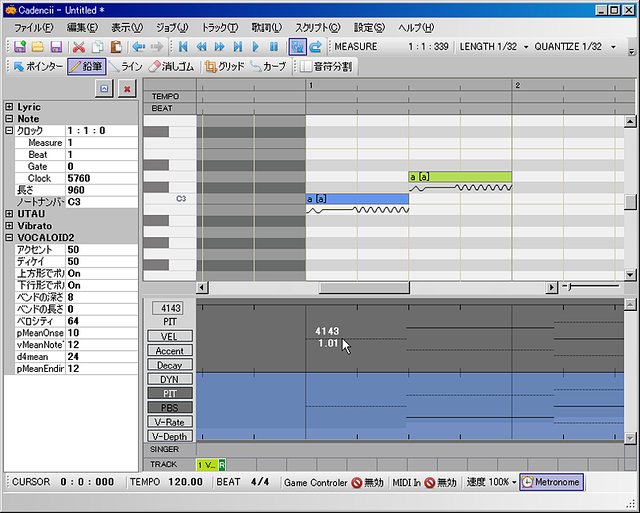 Cadencii - Untitled *
ファイル(F) 編集(E) 表示(V) ジョブ(J) トラック(T) 歌詞(L) スクリプト(C) 設定(S) ヘルプ(H)
MEASURE 1 : 1 : 339 LENGTH 1/32 QUANTIZE 1/32
ポインター 鉛筆 ライン 消しゴム グリッド カーブ 音符分割
1 2
TEMPO
BEAT
Lyric
Note
クロック 1 : 1 : 0
Measure 1
Beat 1
Gate 0
Clock 5760
長さ 960
ノートナンバー C3
UTAU
Vibrato
VOCALOID2
アクセント 50
ディケイ 50
上方形でポル On
下行形でポル On
ベンドの深さ 8
ベンドの長さ 0
ベロシティ 64
pMeanOnse 10
vMeanNoteT 12
d4mean 24
pMeanEndin 12
a [a]
C3 a [a]
4143
PIT
VEL
Accent
Decay
DYN
PIT
PBS
V-Rate
V-Depth
4143
1.01
SINGER
TRACK 1 V... R
CURSOR 0 : 0 : 000 TEMPO 120.00 BEAT 4/4 Game Controler 無効 MIDI In 無効 速度 100% Metronome